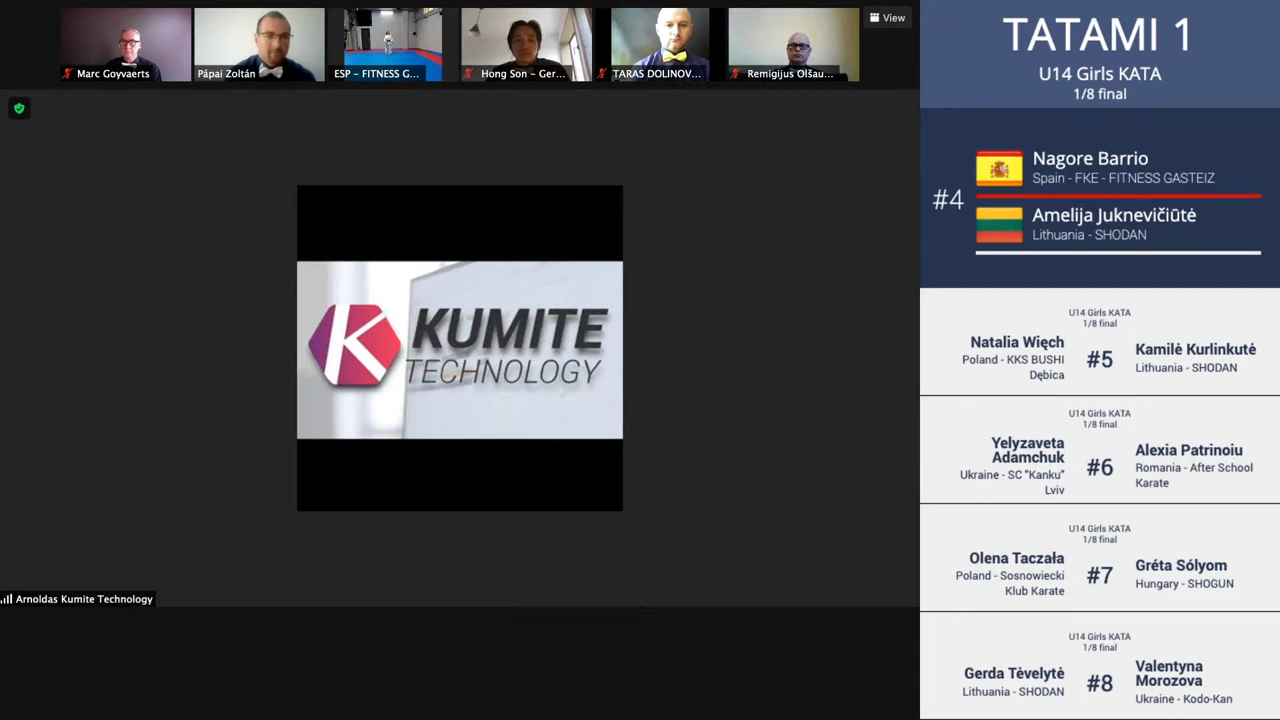 Marc Goyvaerts
Pápai Zoltán
ESP - FITNESS G...
Hong Son - Ger...
TARAS DOLINOV...
Remigijus Olšau...
View
K KUMITE
TECHNOLOGY
Arnoldas Kumite Technology
TATAMI 1
U14 Girls KATA
1/8 final
#4
Nagore Barrio
Spain - FKE - FITNESS GASTEIZ
Amelija Juknevičiūtė
Lithuania - SHODAN
U14 Girls KATA
1/8 final
Natalia Więch
Poland - KKS BUSHI
Dębica
#5
Kamilė Kurlinkutė
Lithuania - SHODAN
U14 Girls KATA
1/8 final
Yelyzaveta
Adamchuk
Ukraine - SC "Kanku"
Lviv
#6
Alexia Patrinoiu
Romania - After School
Karate
U14 Girls KATA
1/8 final
Olena Taczała
Poland - Sosnowiecki
Klub Karate
#7
Gréta Sólyom
Hungary - SHOGUN
U14 Girls KATA
1/8 final
Gerda Tėvelytė
Lithuania - SHODAN
#8
Valentyna
Morozova
Ukraine - Kodo-Kan